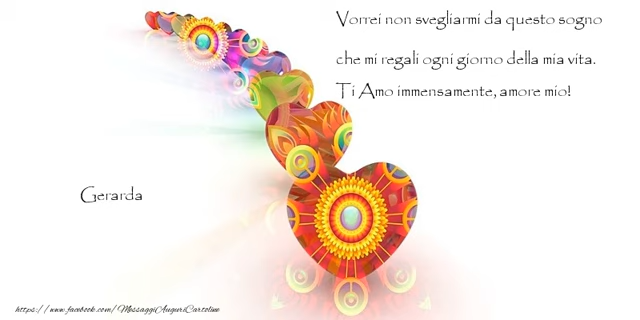 Vorrei non svegliarmi da questo sogno
che mi regali ogni giorno della mia vita.
Ti Amo immensamente, amore mio!
Gerarda
https://www.facebook.com/MessaggiAuguriCartoline